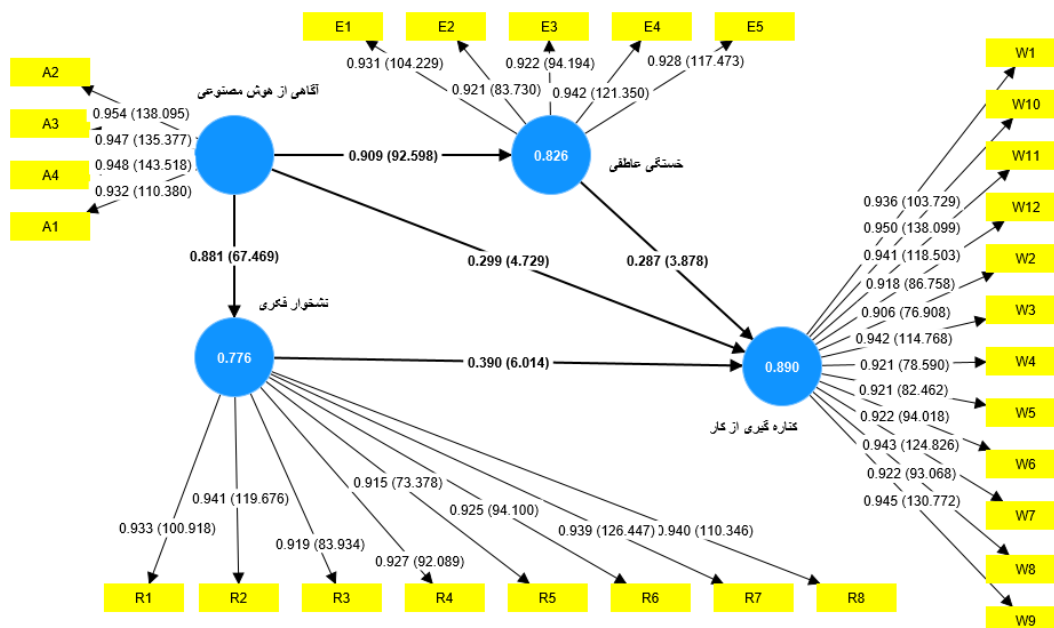 E1
E2
E3
E4
E5
0.931 (104.229)
0.921 (83.730)
0.922 (94.194)
0.942 (121.350)
0.928 (117.473)
A2
A3
A4
A1
0.954 (138.095)
0.947 (135.377)
0.948 (143.518)
0.932 (110.380)
آگاهی از هوش مصنوعی
0.909 (92.598)
0.826
خستگی عاطفی
0.881 (67.469)
0.299 (4.729)
0.287 (3.878)
نشخوار فکری
0.776
0.390 (6.014)
0.890
کناره گیری از کار
W1
W10
W11
W12
W2
W3
W4
W5
W6
W7
W8
W9
0.936 (103.729)
0.950 (138.099)
0.941 (118.503)
0.918 (86.758)
0.906 (76.908)
0.942 (114.768)
0.921 (78.590)
0.921 (82.462)
0.922 (94.018)
0.943 (124.826)
0.922 (93.068)
0.945 (130.772)
0.933 (100.918)
0.941 (119.676)
0.919 (83.934)
0.927 (92.089)
0.915 (73.378)
0.925 (94.100)
0.939 (126.447)
0.940 (110.346)
R1
R2
R3
R4
R5
R6
R7
R8